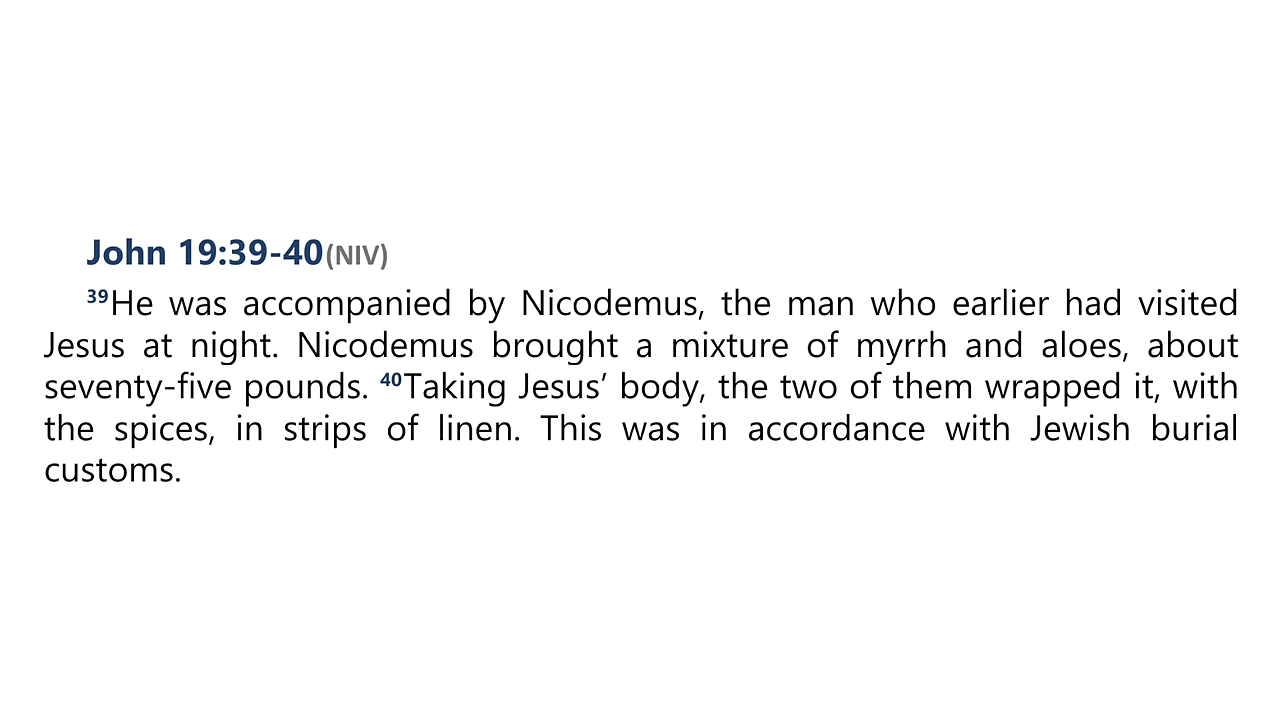 John 19:39-40(NIV)
39He was accompanied by Nicodemus, the man who earlier had visited
Jesus at night. Nicodemus brought a mixture of myrrh and aloes, about
seventy-five pounds. 40Taking Jesus’ body, the two of them wrapped it, with
the spices, in strips of linen. This was in accordance with Jewish burial
customs.